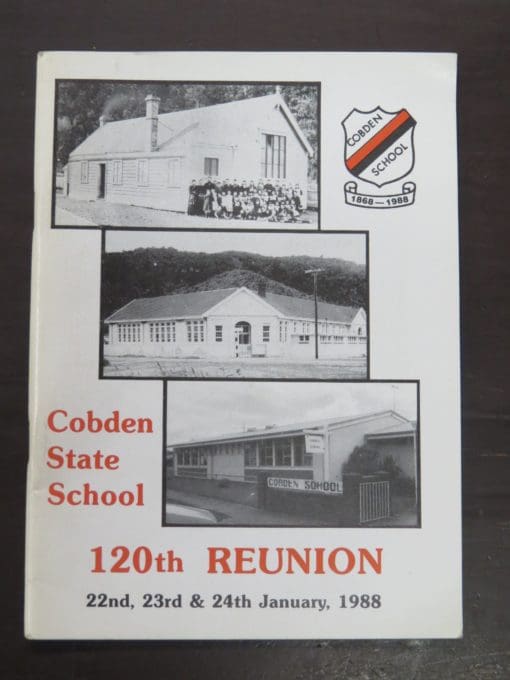 COBDEN
SCHOOL
1868—1988
COBDEN SCHOOL
Cobden
State
School
120th REUNION
22nd, 23rd & 24th January, 1988